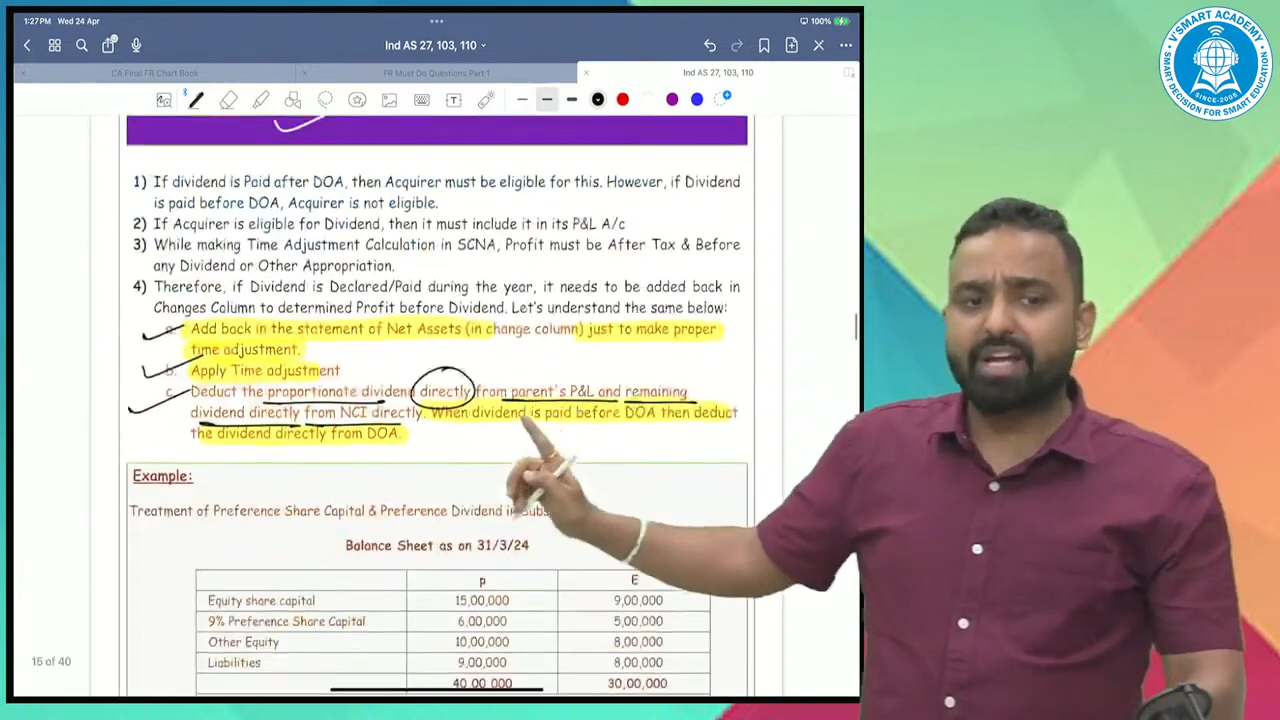 1:27PM Wed 24 Apr
100%
Ind AS 27, 103, 110
CA Final FR Chart Book
FR Must Do Questions Part 1
Ind AS 27, 103, 110
1) If dividend is Paid after DOA, then Acquirer must be eligible for this. However, if Dividend
is paid before DOA, Acquirer is not eligible.
2) If Acquirer is eligible for Dividend, then it must include it in its P&L A/c
3) While making Time Adjustment Calculation in SCNA, Profit must be After Tax & Before
any Dividend or Other Appropriation.
4) Therefore, if Dividend is Declared/Paid during the year, it needs to be added back in
Changes Column to determined Profit before Dividend. Let's understand the same below:
a. Add back in the statement of Net Assets (in change column) just to make proper
time adjustment.
b. Apply Time adjustment
c. Deduct the proportionate dividend directly from parent's P&L and remaining
dividend directly from NCI directly. When dividend is paid before DOA then deduct
the dividend directly from DOA.
Example:
Treatment of Preference Share Capital & Preference Dividend in
Balance Sheet as on 31/3/24
P E
Equity share capital 15,00,000 9,00,000
9% Preference Share Capital 6,00,000 5,00,000
Other Equity 10,00,000 8,00,000
Liabilities 9,00,000 8,00,000
40,00,000 30,00,000
15 of 40
V'SMART ACADEMY
SMART DECISION FOR SMART EDUCATION
SINCE-2008